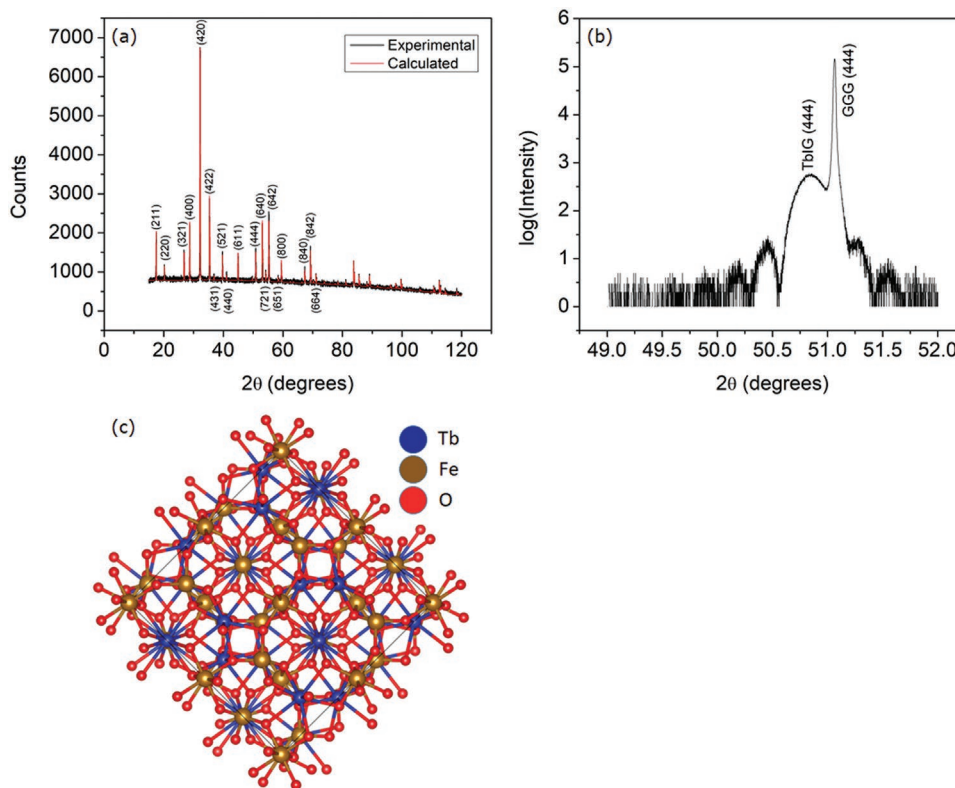 (a)
7000
6000
5000
4000
3000
2000
1000
0
Counts
0 20 40 60 80 100 120
2θ (degrees)
Experimental
Calculated
(211)
(220)
(321)
(400)
(420)
(422)
(431)
(521)
(440)
(611)
(444)
(640)
(721)
(642)
(651)
(800)
(840)
(842)
(664)
(b)
6
5
4
3
2
1
0
log(Intensity)
49.0 49.5 50.0 50.5 51.0 51.5 52.0
2θ (degrees)
TbIG (444)
GGG (444)
(c)
Tb
Fe
O